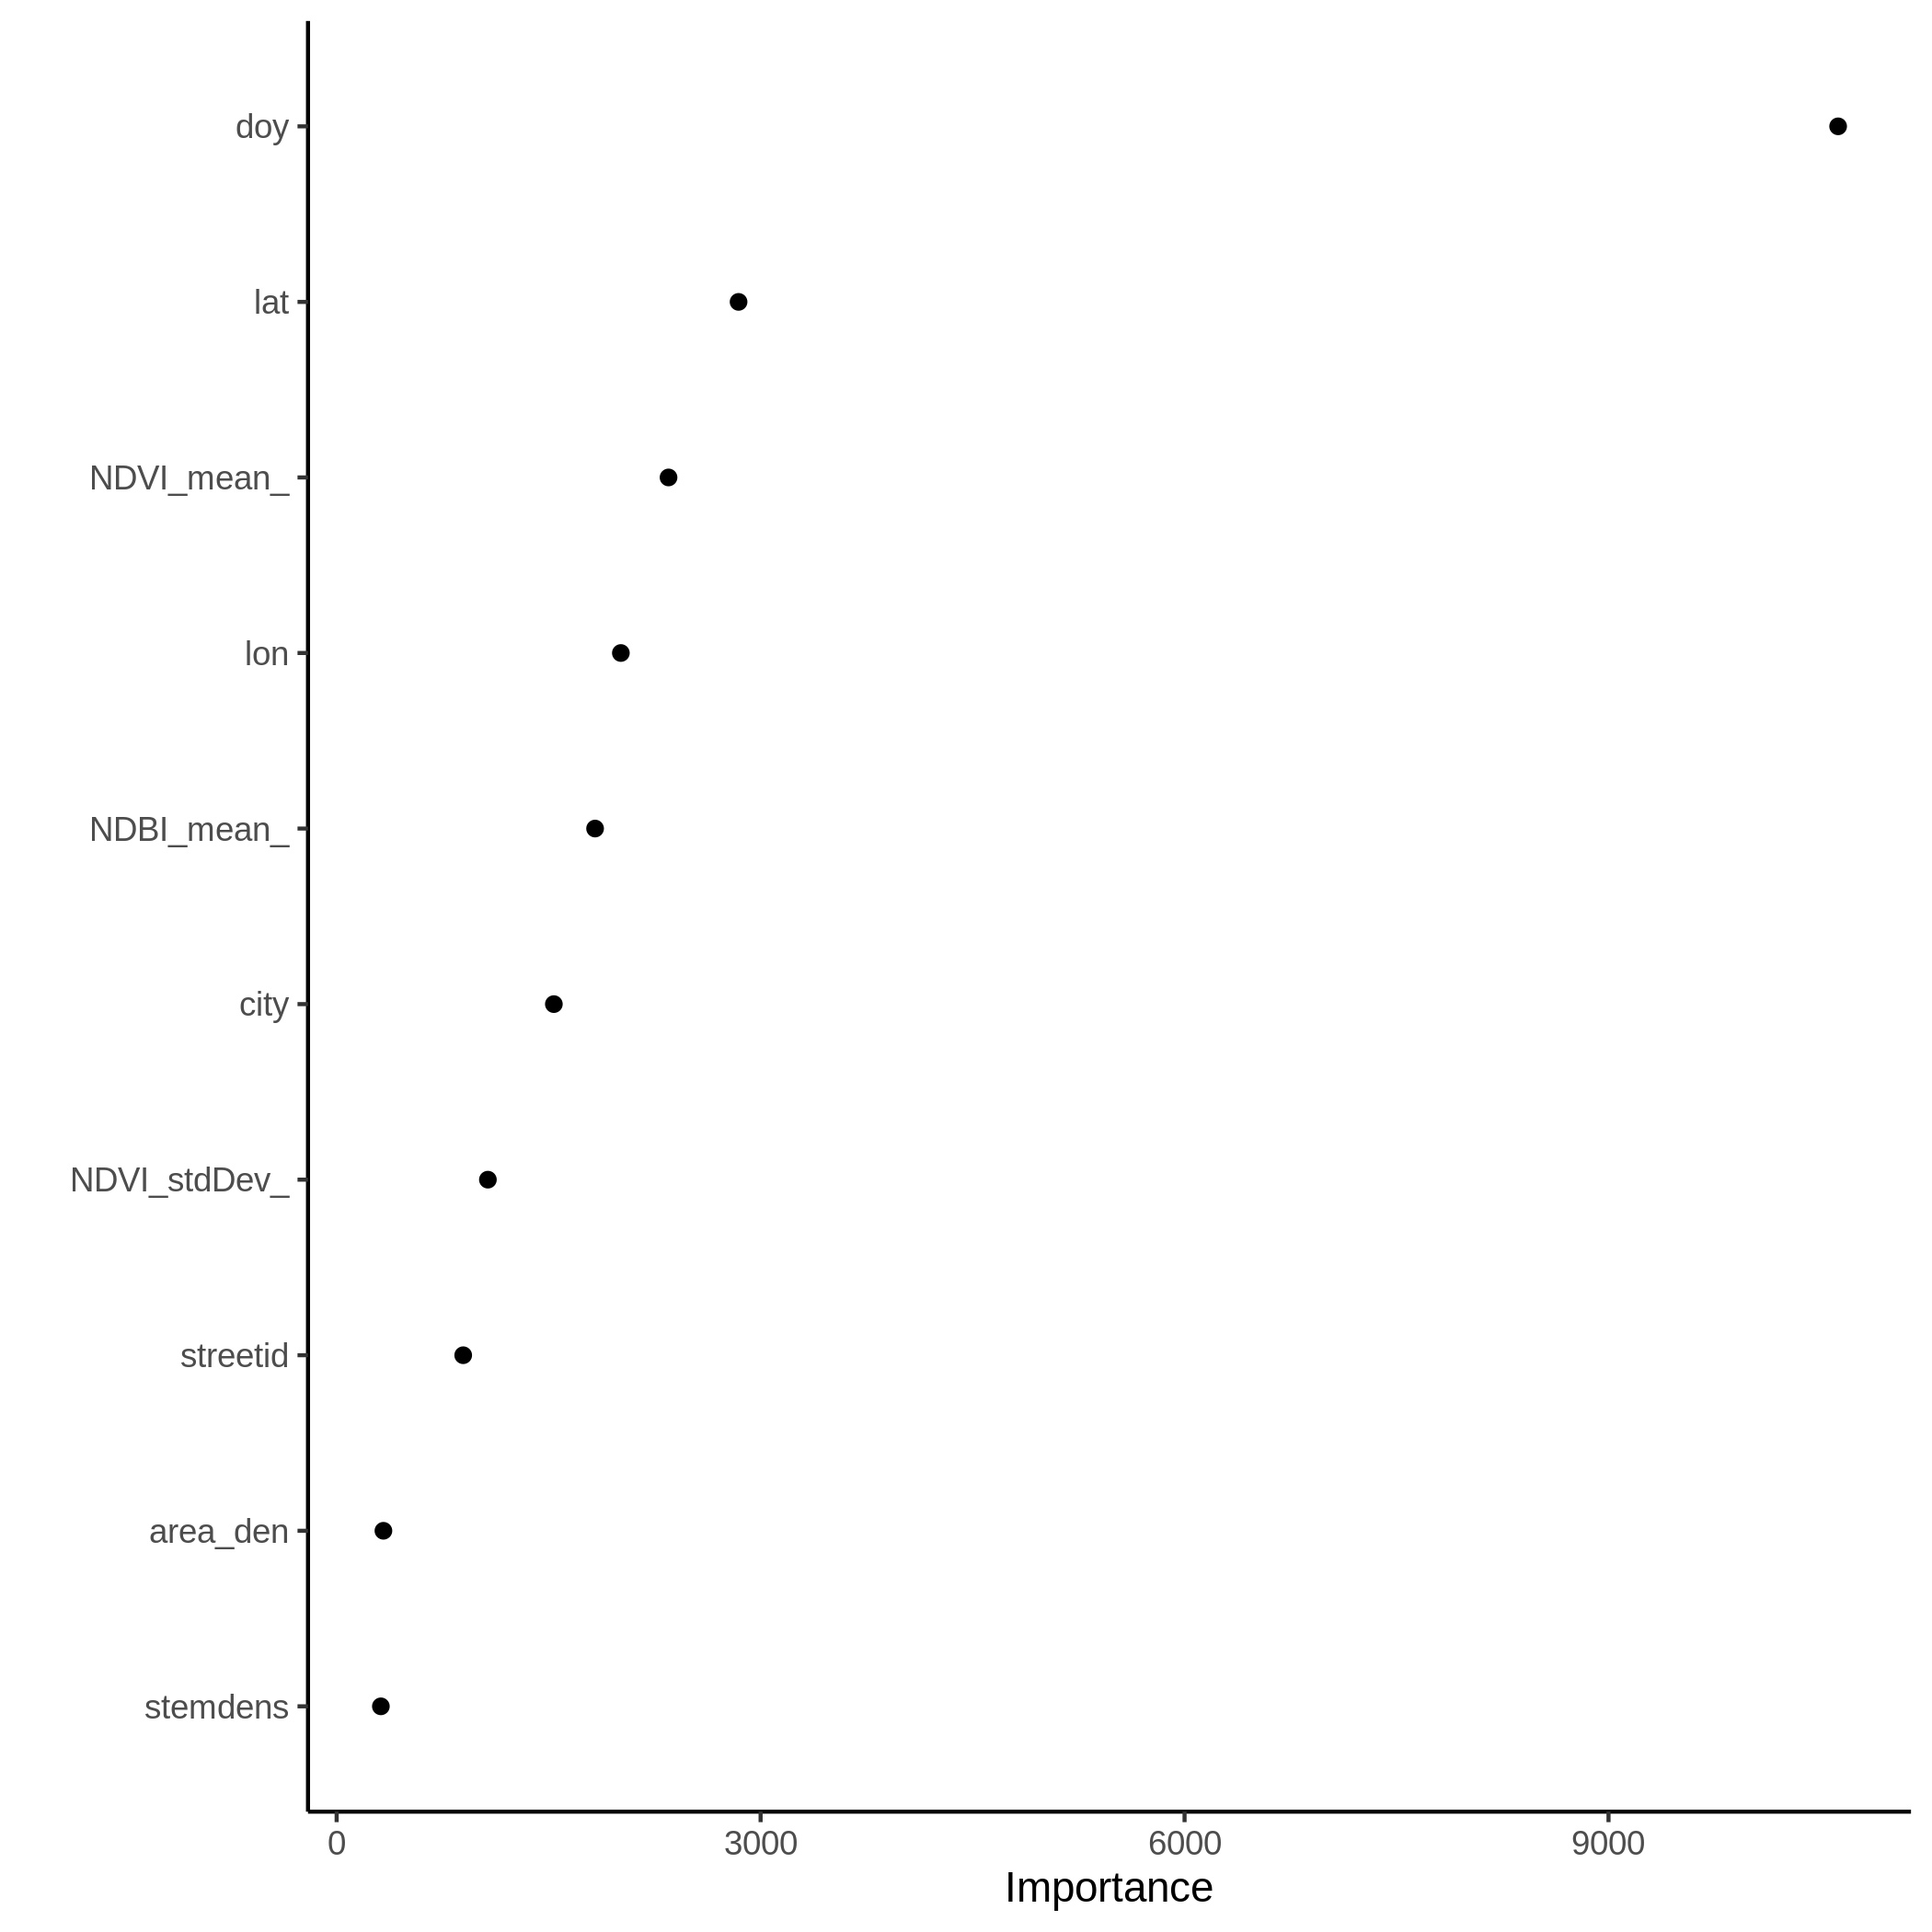 doy
lat
NDVI_mean_
lon
NDBI_mean_
city
NDVI_stdDev_
streetid
area_den
stemdens
0 3000 6000 9000
Importance